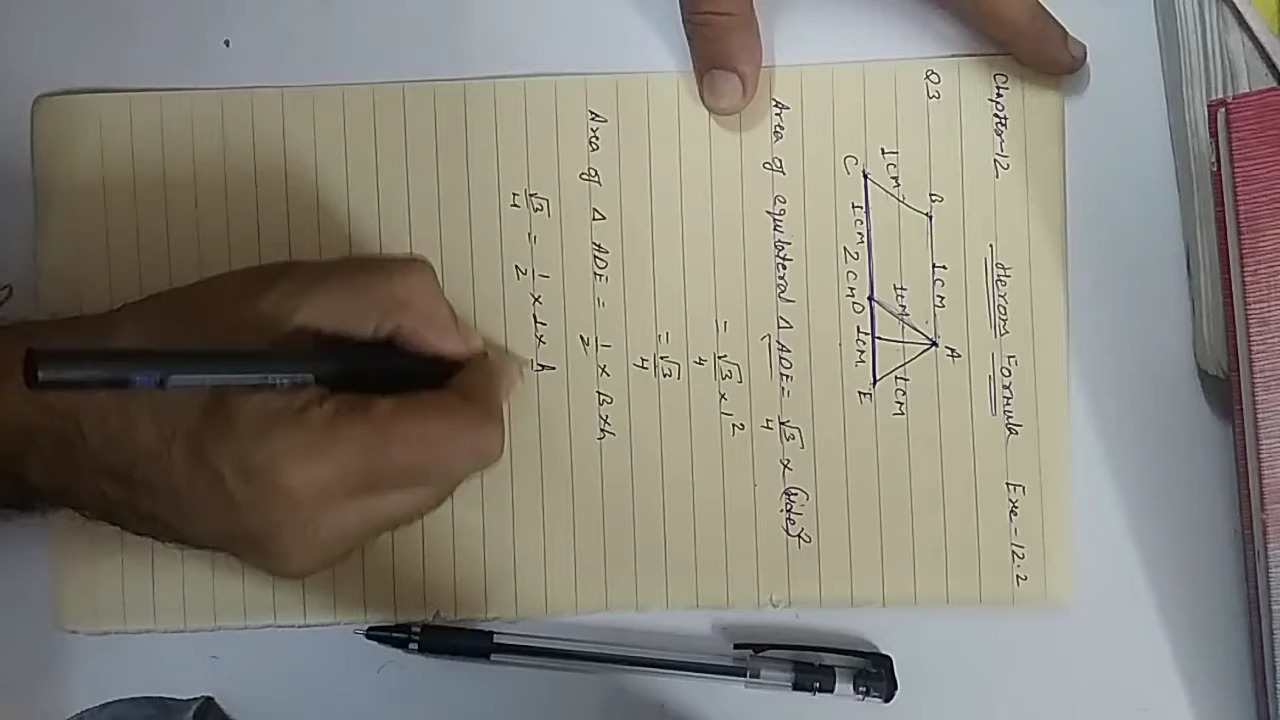 Chapter-12. Herom Formula Exe-12.2
Q3
B 1cm A
1cm 1cm 1cm
C 1cm 2cm D 1cm. E
Area of equilateral Δ ADE = √3/4 × (side)²
= √3/4 × 1²
= √3/4
Area of Δ ADE = 1/2 × B × h
√3/4 = 1/2 × 1 × h